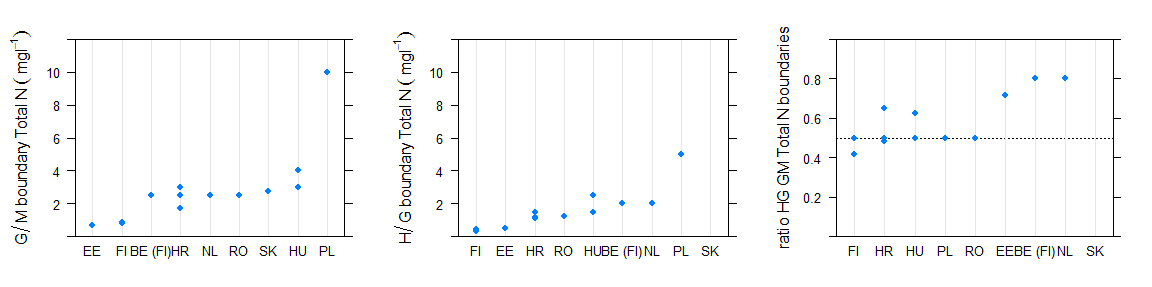 G/M boundary Total N ( mgl⁻¹)
10
8
6
4
2
EE FI BE (FI) HR NL RO SK HU PL
H/G boundary Total N ( mgl⁻¹)
10
8
6
4
2
FI EE HR RO HU BE (FI) NL PL SK
ratio HG GM Total N boundaries
0.8
0.6
0.4
0.2
FI HR HU PL RO EE BE (FI) NL SK